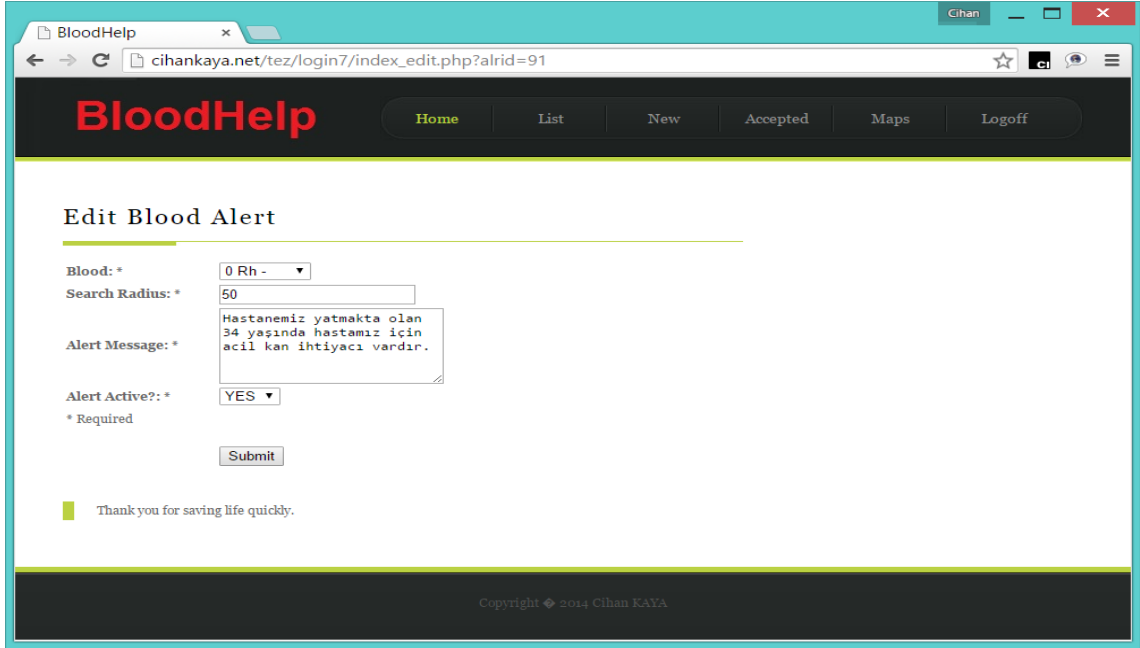 Cihan
BloodHelp
cihankaya.net/tez/login7/index_edit.php?alrid=91
CI
BloodHelp
Home List New Accepted Maps Logoff
Edit Blood Alert
Blood: * 0 Rh -
Search Radius: * 50
Alert Message: *
Hastanemiz yatmakta olan
34 yaşında hastamız için
acil kan ihtiyacı vardır.
Alert Active?: * YES
* Required
Submit
Thank you for saving life quickly.
Copyright � 2014 Cihan KAYA